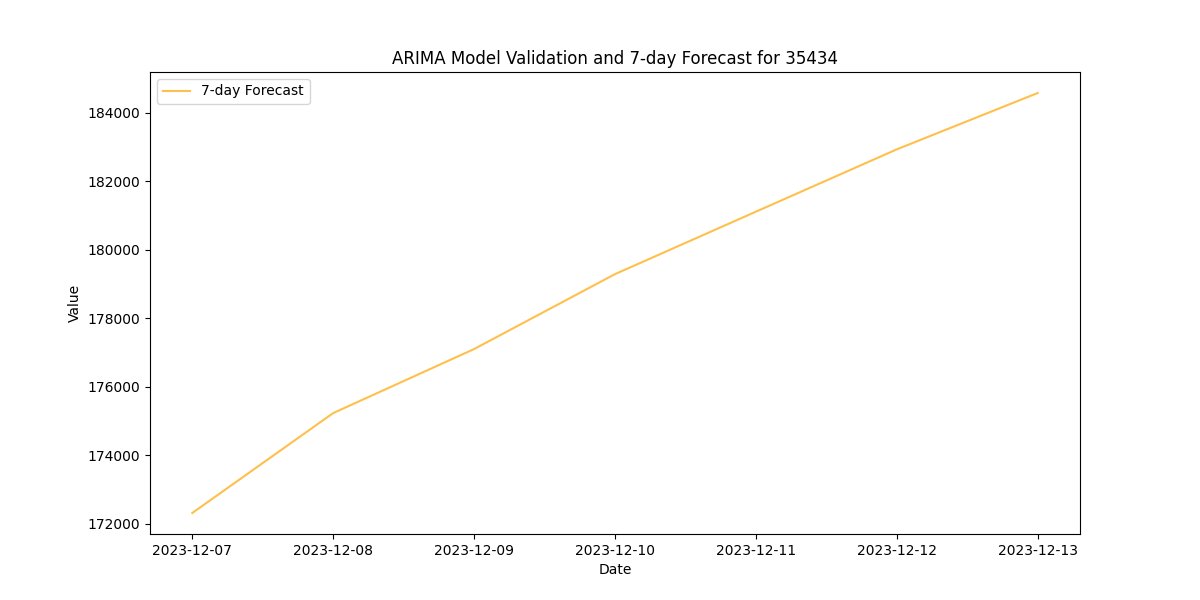 ARIMA Model Validation and 7-day Forecast for 35434
7-day Forecast
184000
182000
180000
178000
176000
174000
172000
Value
2023-12-07 2023-12-08 2023-12-09 2023-12-10 2023-12-11 2023-12-12 2023-12-13
Date